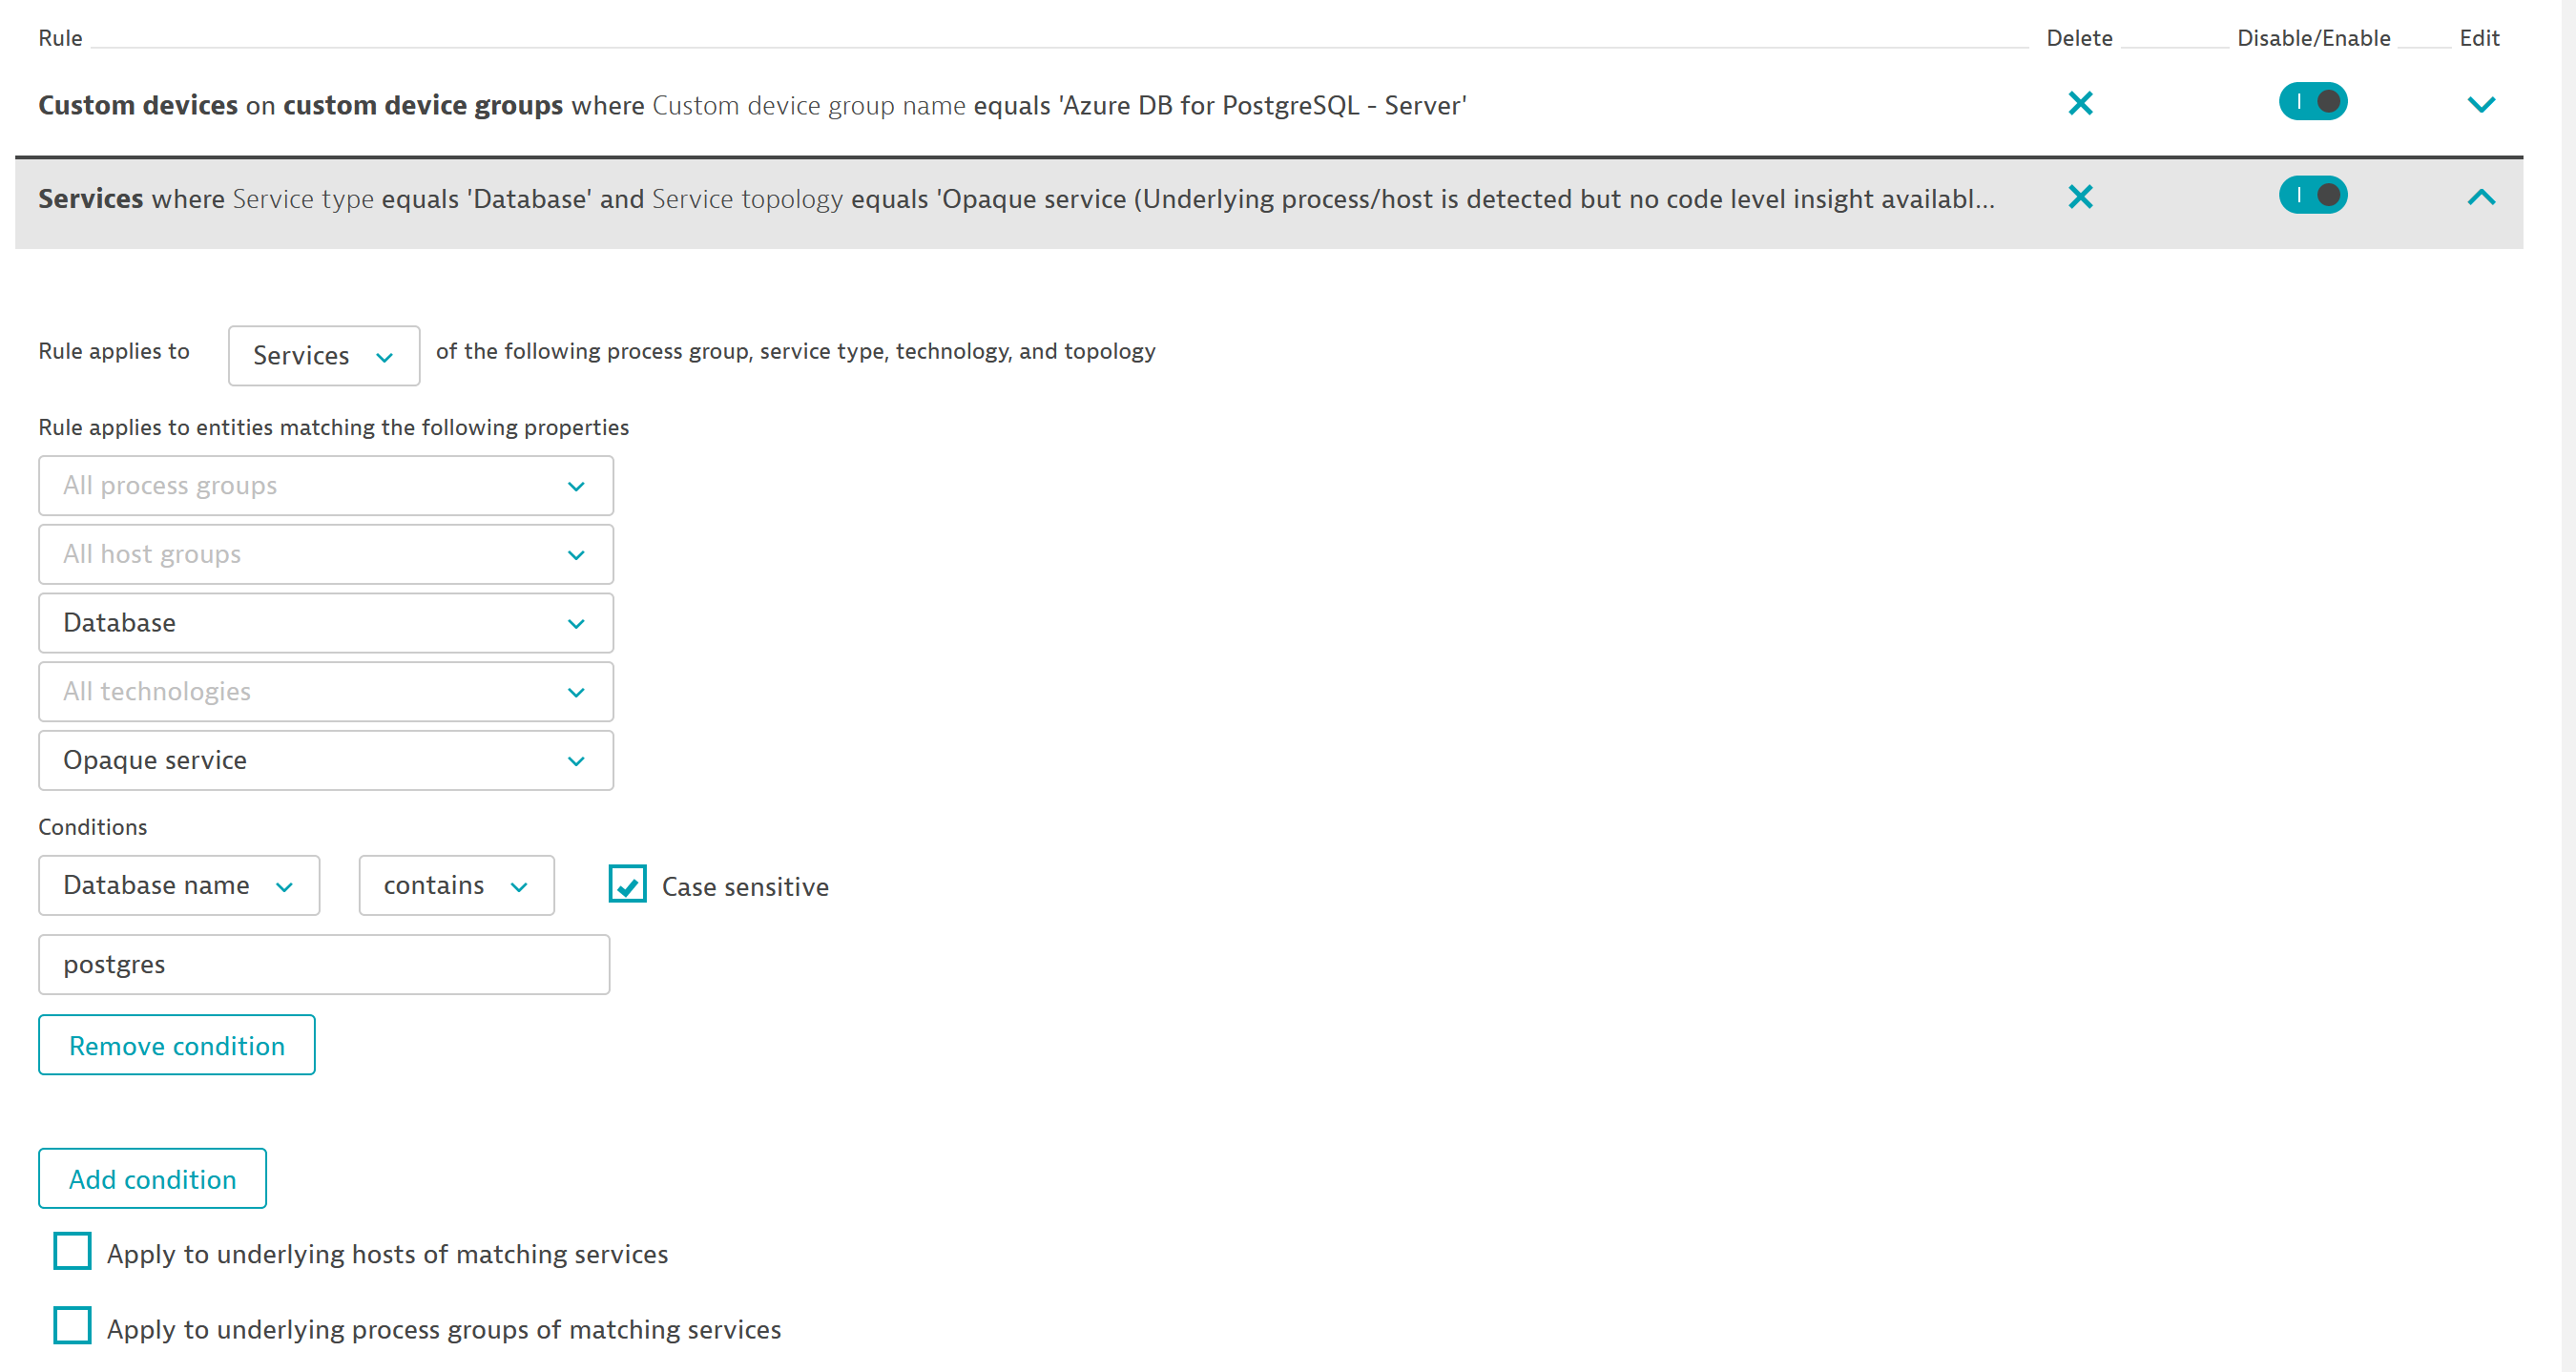 Rule Delete Disable/Enable Edit
Custom devices on custom device groups where Custom device group name equals 'Azure DB for PostgreSQL - Server'
Services where Service type equals 'Database' and Service topology equals 'Opaque service (Underlying process/host is detected but no code level insight availabl...
Rule applies to Services of the following process group, service type, technology, and topology
Rule applies to entities matching the following properties
All process groups
All host groups
Database
All technologies
Opaque service
Conditions
Database name contains Case sensitive
postgres
Remove condition
Add condition
Apply to underlying hosts of matching services
Apply to underlying process groups of matching services